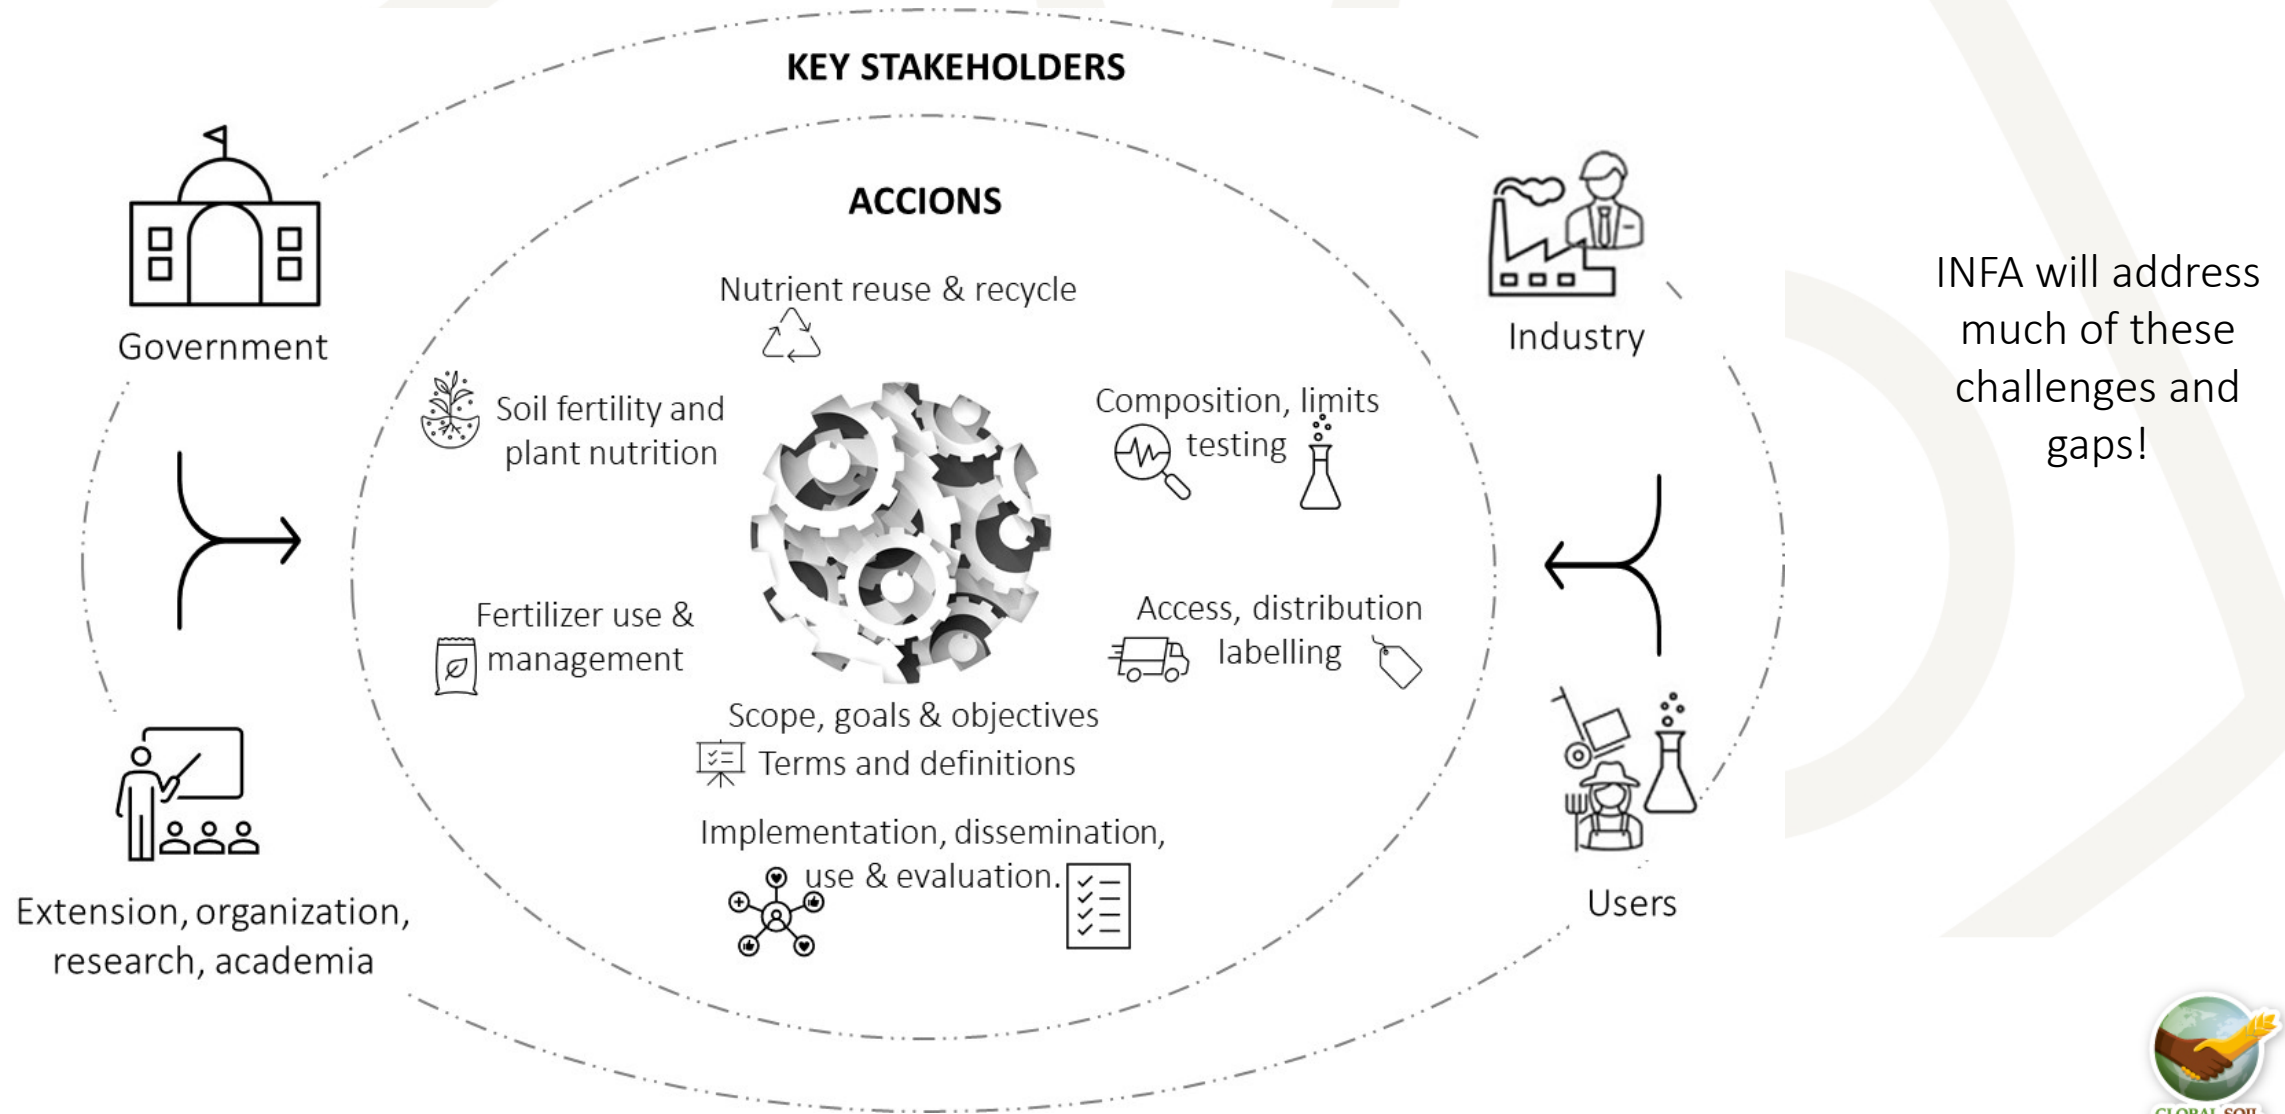 KEY STAKEHOLDERS
ACCIONS
Government
Industry
Nutrient reuse & recycle
Soil fertility and
plant nutrition
Composition, limits
testing
Fertilizer use &
management
Access, distribution
labelling
Scope, goals & objectives
Terms and definitions
Implementation, dissemination,
use & evaluation.
Extension, organization,
research, academia
Users
INFA will address
much of these
challenges and
gaps!
GLOBAL SOIL